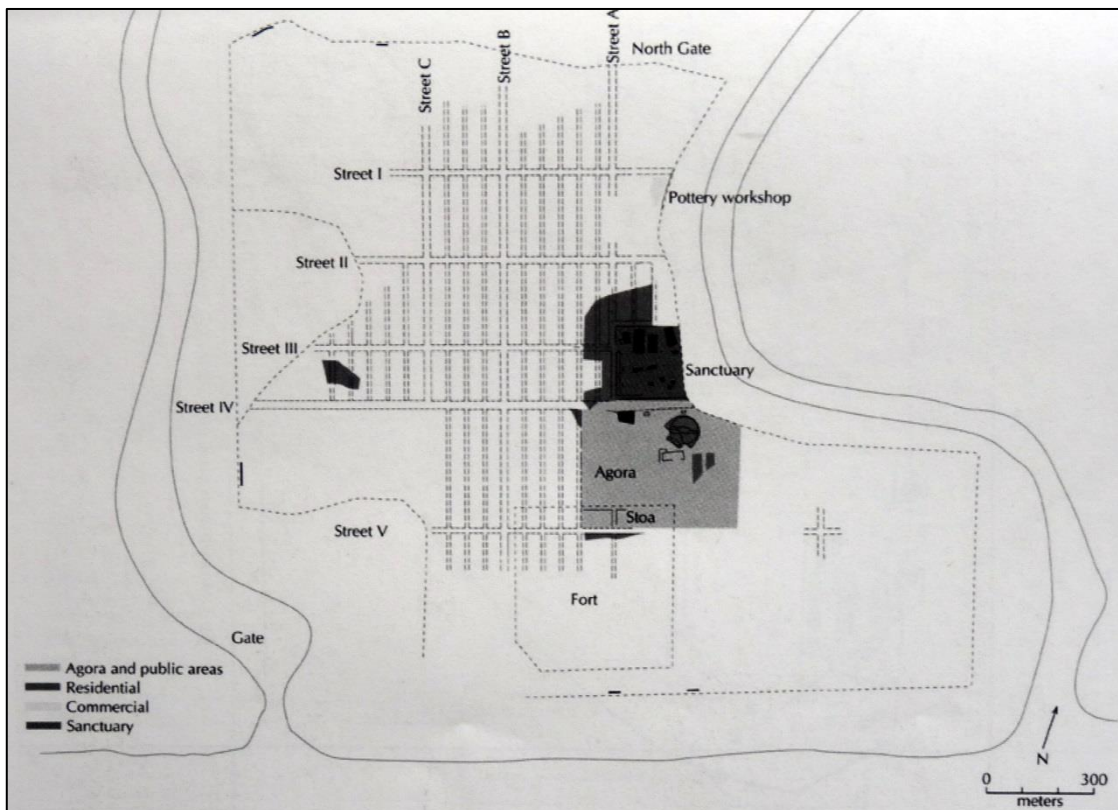 Street A
North Gate
Street B
Street C
Street I
Pottery workshop
Street II
Street III
Sanctuary
Street IV
Agora
Stoa
Street V
Fort
Gate
Agora and public areas
Residential
Commercial
Sanctuary
N
0 300
meters